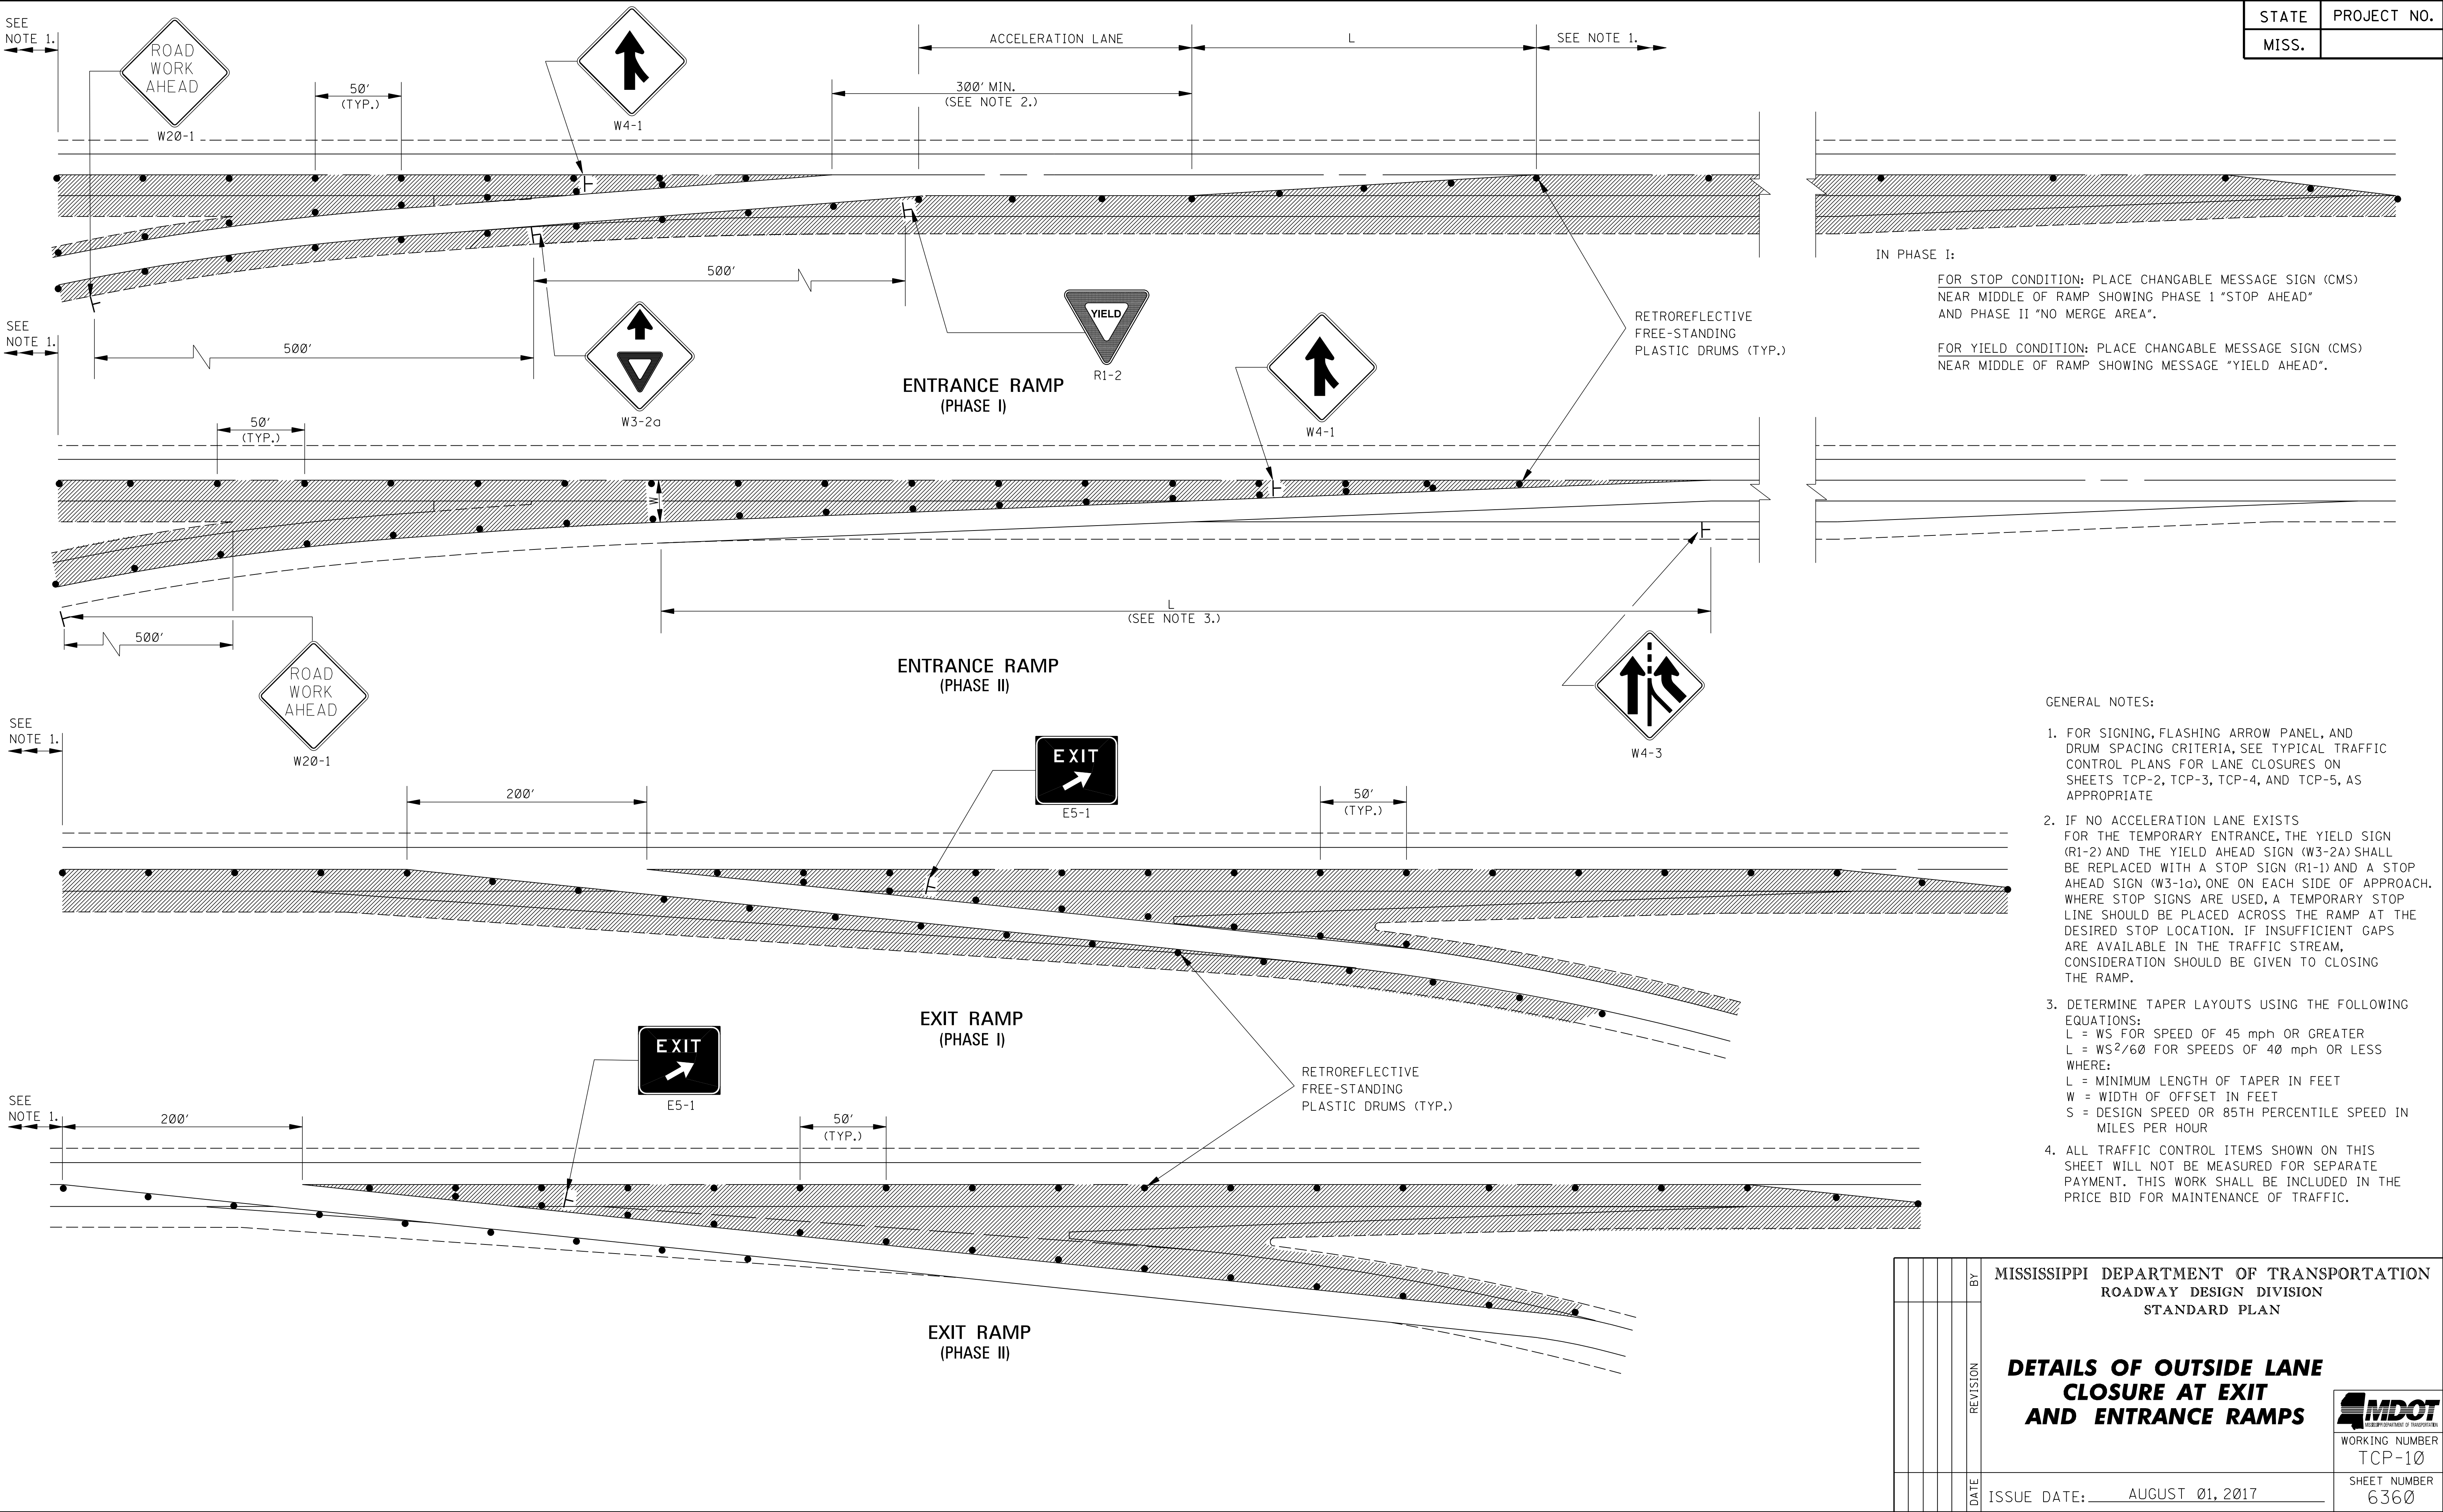 STATE
PROJECT NO.
MISS.
SEE
NOTE 1.
ROAD
WORK
AHEAD
W20-1
50'
(TYP.)
W4-1
ACCELERATION LANE
L
SEE NOTE 1.
300' MIN.
(SEE NOTE 2.)
500'
500'
W3-2a
YIELD
R1-2
ENTRANCE RAMP
(PHASE I)
RETROREFLECTIVE
FREE-STANDING
PLASTIC DRUMS (TYP.)
IN PHASE I:
FOR STOP CONDITION: PLACE CHANGABLE MESSAGE SIGN (CMS)
NEAR MIDDLE OF RAMP SHOWING PHASE 1 "STOP AHEAD"
AND PHASE II "NO MERGE AREA".
FOR YIELD CONDITION: PLACE CHANGABLE MESSAGE SIGN (CMS)
NEAR MIDDLE OF RAMP SHOWING MESSAGE "YIELD AHEAD".
SEE
NOTE 1.
50'
(TYP.)
W
W4-1
L
(SEE NOTE 3.)
500'
ROAD
WORK
AHEAD
W20-1
W4-3
ENTRANCE RAMP
(PHASE II)
SEE
NOTE 1.
200'
EXIT
E5-1
50'
(TYP.)
EXIT RAMP
(PHASE I)
RETROREFLECTIVE
FREE-STANDING
PLASTIC DRUMS (TYP.)
SEE
NOTE 1.
200'
EXIT
E5-1
50'
(TYP.)
EXIT RAMP
(PHASE II)
GENERAL NOTES:
1. FOR SIGNING, FLASHING ARROW PANEL, AND
DRUM SPACING CRITERIA, SEE TYPICAL TRAFFIC
CONTROL PLANS FOR LANE CLOSURES ON
SHEETS TCP-2, TCP-3, TCP-4, AND TCP-5, AS
APPROPRIATE
2. IF NO ACCELERATION LANE EXISTS
FOR THE TEMPORARY ENTRANCE, THE YIELD SIGN
(R1-2) AND THE YIELD AHEAD SIGN (W3-2A) SHALL
BE REPLACED WITH A STOP SIGN (R1-1) AND A STOP
AHEAD SIGN (W3-1a), ONE ON EACH SIDE OF APPROACH.
WHERE STOP SIGNS ARE USED, A TEMPORARY STOP
LINE SHOULD BE PLACED ACROSS THE RAMP AT THE
DESIRED STOP LOCATION. IF INSUFFICIENT GAPS
ARE AVAILABLE IN THE TRAFFIC STREAM,
CONSIDERATION SHOULD BE GIVEN TO CLOSING
THE RAMP.
3. DETERMINE TAPER LAYOUTS USING THE FOLLOWING
EQUATIONS:
L = WS FOR SPEED OF 45 mph OR GREATER
L = WS²/60 FOR SPEEDS OF 40 mph OR LESS
WHERE:
L = MINIMUM LENGTH OF TAPER IN FEET
W = WIDTH OF OFFSET IN FEET
S = DESIGN SPEED OR 85TH PERCENTILE SPEED IN
MILES PER HOUR
4. ALL TRAFFIC CONTROL ITEMS SHOWN ON THIS
SHEET WILL NOT BE MEASURED FOR SEPARATE
PAYMENT. THIS WORK SHALL BE INCLUDED IN THE
PRICE BID FOR MAINTENANCE OF TRAFFIC.
BY
REVISION
DATE
MISSISSIPPI DEPARTMENT OF TRANSPORTATION
ROADWAY DESIGN DIVISION
STANDARD PLAN
DETAILS OF OUTSIDE LANE
CLOSURE AT EXIT
AND ENTRANCE RAMPS
MDOT
MISSISSIPPI DEPARTMENT OF TRANSPORTATION
WORKING NUMBER
TCP-10
SHEET NUMBER
6360
ISSUE DATE: AUGUST 01, 2017